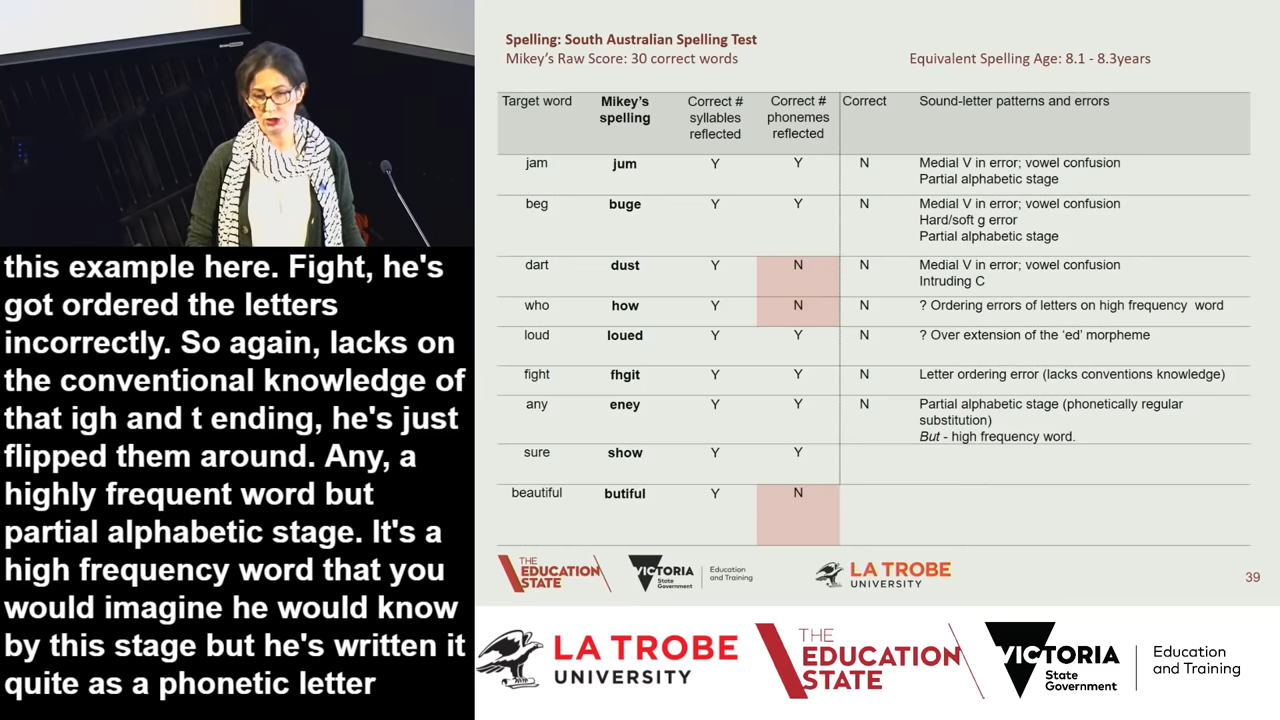 Spelling: South Australian Spelling Test
Mikey's Raw Score: 30 correct words
Equivalent Spelling Age: 8.1 - 8.3years
Target word
Mikey's
spelling
Correct #
syllables
reflected
Correct #
phonemes
reflected
Correct
Sound-letter patterns and errors
jam jum Y Y N Medial V in error; vowel confusion
Partial alphabetic stage
beg buge Y Y N Medial V in error; vowel confusion
Hard/soft g error
Partial alphabetic stage
dart dust Y N N Medial V in error; vowel confusion
Intruding C
who how Y N N ? Ordering errors of letters on high frequency word
loud loued Y Y N ? Over extension of the 'ed' morpheme
fight fhgit Y Y N Letter ordering error (lacks conventions knowledge)
any eney Y Y N Partial alphabetic stage (phonetically regular
substitution)
But - high frequency word.
sure show Y Y
beautiful butiful Y N
THE
EDUCATION
STATE
VICTORIA
State
Government
Education
and Training
LA TROBE
UNIVERSITY
39
this example here. Fight, he's
got ordered the letters
incorrectly. So again, lacks on
the conventional knowledge of
that igh and t ending, he's just
flipped them around. Any, a
highly frequent word but
partial alphabetic stage. It's a
high frequency word that you
would imagine he would know
by this stage but he's written it
quite as a phonetic letter
LA TROBE
UNIVERSITY
THE
EDUCATION
STATE
VICTORIA
State
Government
Education
and Training